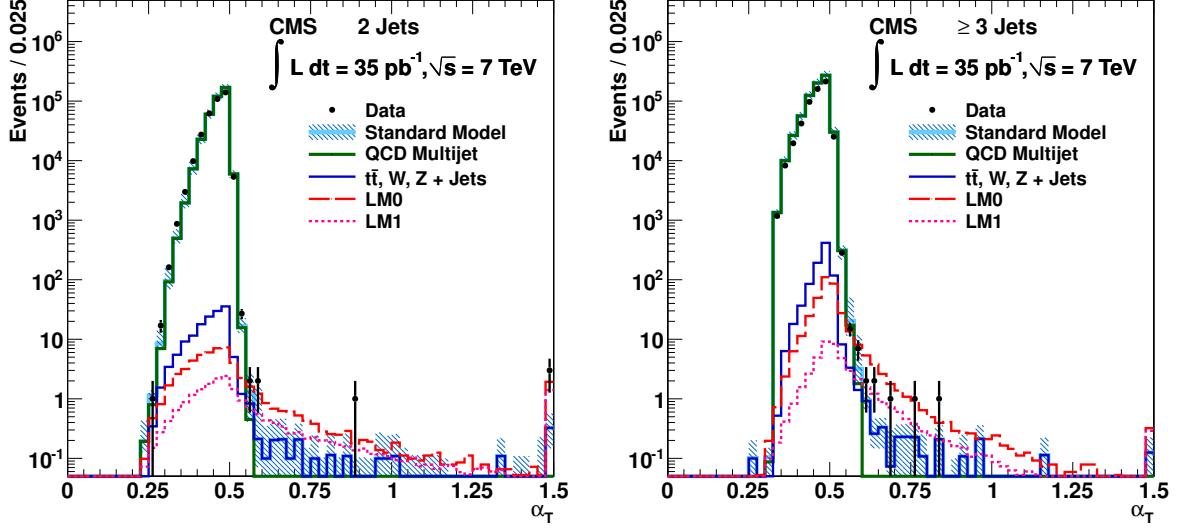 CMS 2 Jets
∫ L dt = 35 pb⁻¹, √s = 7 TeV
Data
Standard Model
QCD Multijet
tt̄, W, Z + Jets
LM0
LM1
Events / 0.025
10⁶
10⁵
10⁴
10³
10²
10
1
10⁻¹
0 0.25 0.5 0.75 1 1.25 1.5
α_T
CMS ≥ 3 Jets
∫ L dt = 35 pb⁻¹, √s = 7 TeV
Data
Standard Model
QCD Multijet
tt̄, W, Z + Jets
LM0
LM1
Events / 0.025
10⁶
10⁵
10⁴
10³
10²
10
1
10⁻¹
0 0.25 0.5 0.75 1 1.25 1.5
α_T